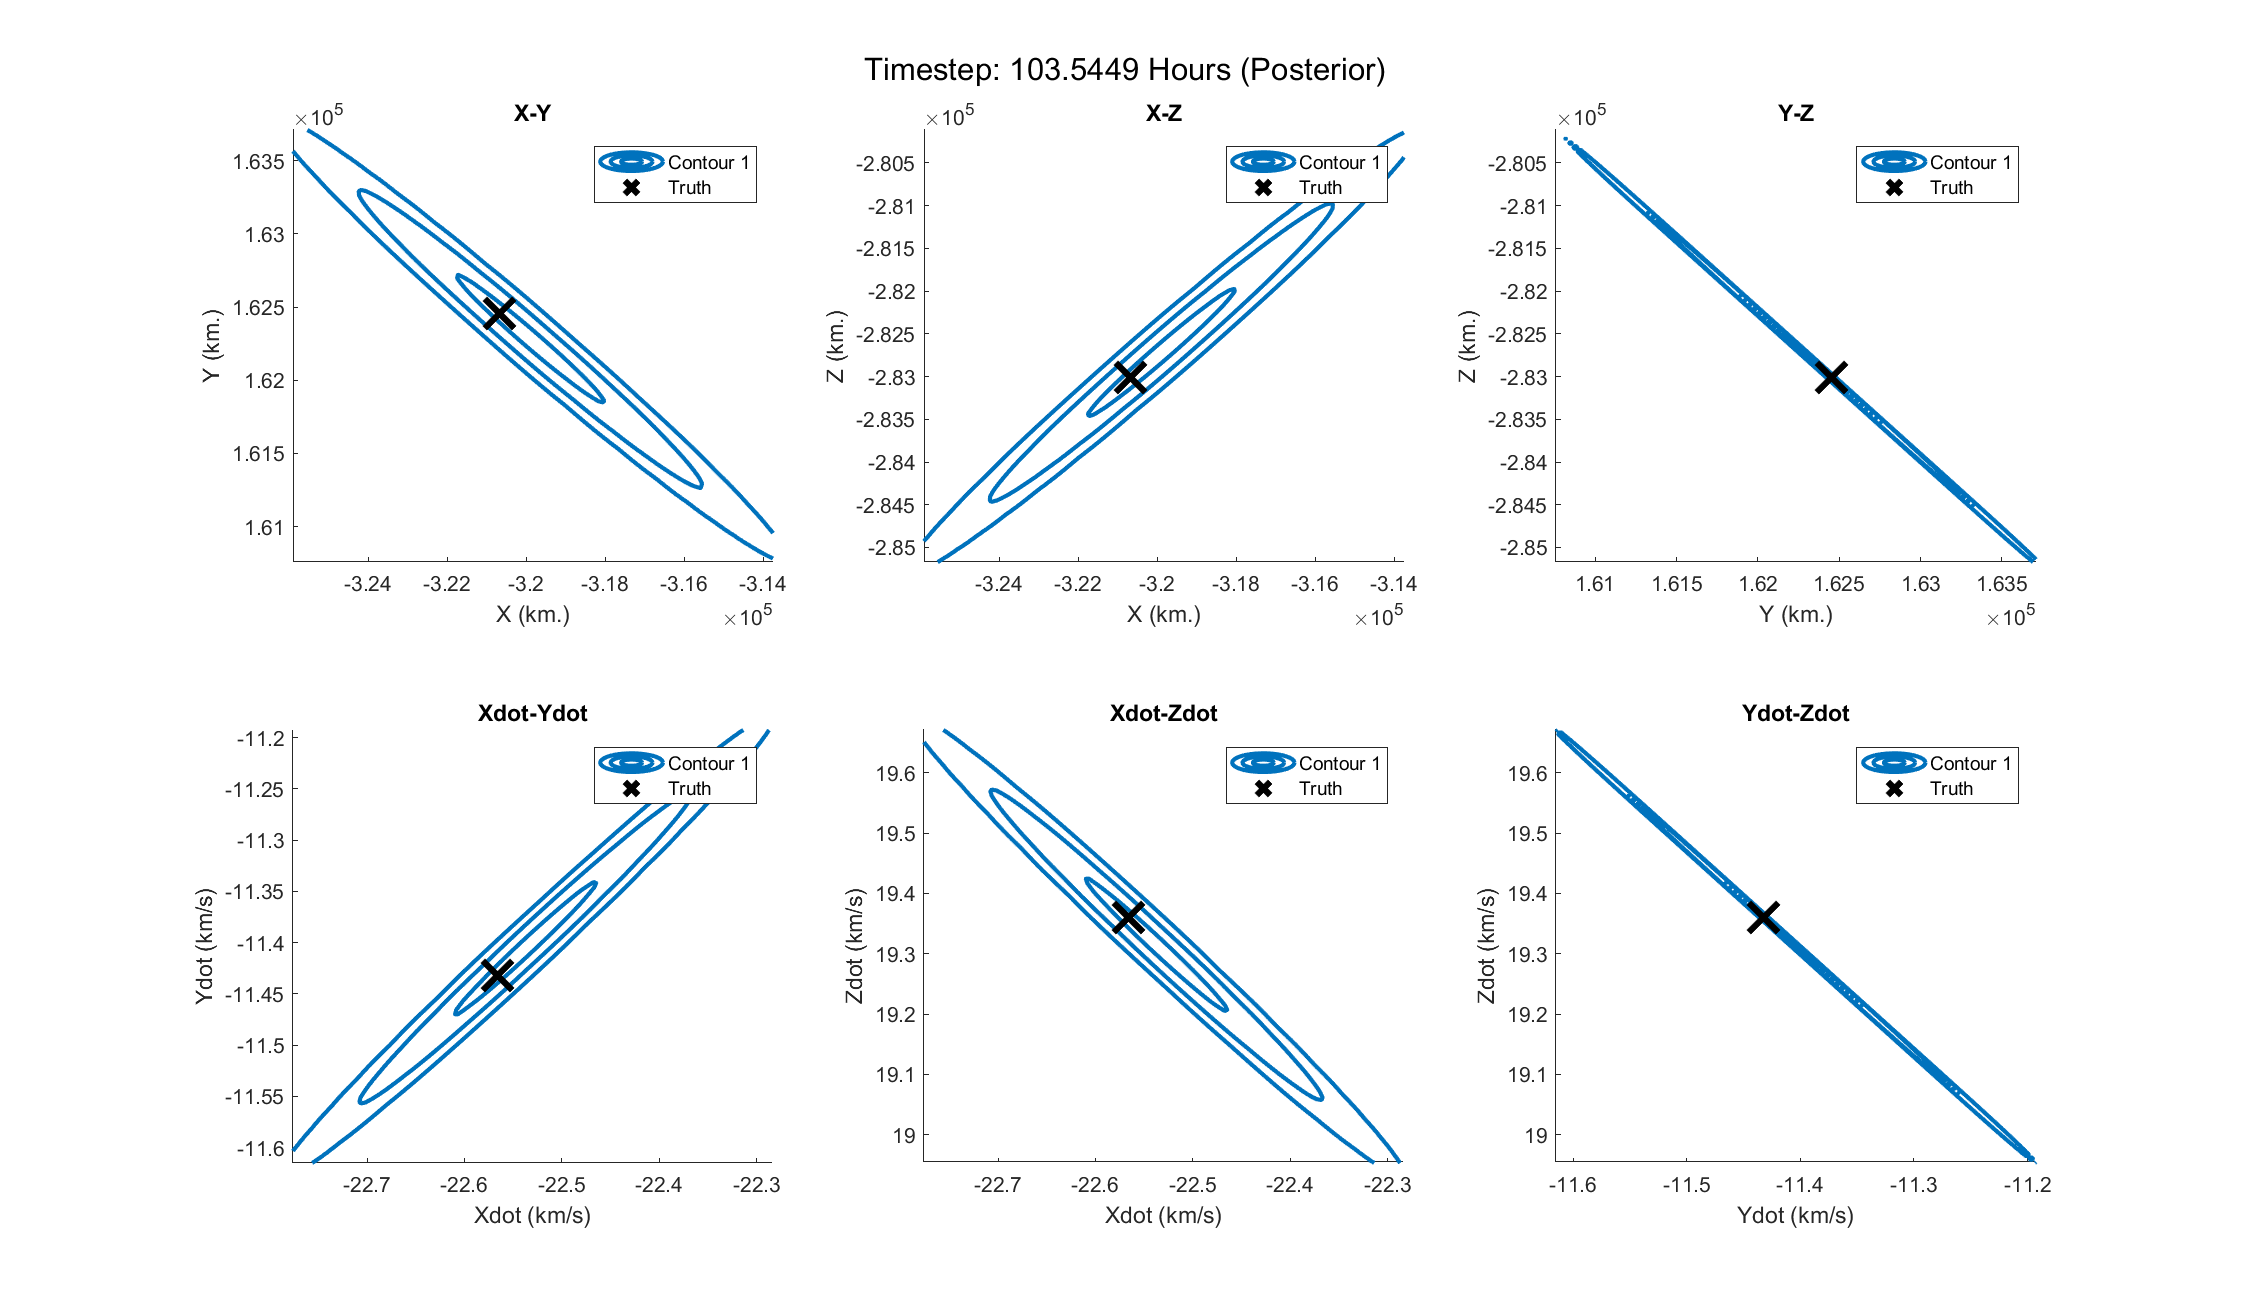 Timestep: 103.5449 Hours (Posterior)
X-Y
×10^5
1.635
1.63
1.625
1.62
1.615
1.61
Y (km.)
-3.24 -3.22 -3.2 -3.18 -3.16 -3.14
X (km.)
×10^5
Contour 1
Truth
X-Z
×10^5
-2.805
-2.81
-2.815
-2.82
-2.825
-2.83
-2.835
-2.84
-2.845
-2.85
Z (km.)
-3.24 -3.22 -3.2 -3.18 -3.16 -3.14
X (km.)
×10^5
Contour 1
Truth
Y-Z
×10^5
-2.805
-2.81
-2.815
-2.82
-2.825
-2.83
-2.835
-2.84
-2.845
-2.85
Z (km.)
1.61 1.615 1.62 1.625 1.63 1.635
Y (km.)
×10^5
Contour 1
Truth
Xdot-Ydot
-11.2
-11.25
-11.3
-11.35
-11.4
-11.45
-11.5
-11.55
-11.6
Ydot (km/s)
-22.7 -22.6 -22.5 -22.4 -22.3
Xdot (km/s)
Contour 1
Truth
Xdot-Zdot
19.6
19.5
19.4
19.3
19.2
19.1
19
Zdot (km/s)
-22.7 -22.6 -22.5 -22.4 -22.3
Xdot (km/s)
Contour 1
Truth
Ydot-Zdot
19.6
19.5
19.4
19.3
19.2
19.1
19
Zdot (km/s)
-11.6 -11.5 -11.4 -11.3 -11.2
Ydot (km/s)
Contour 1
Truth